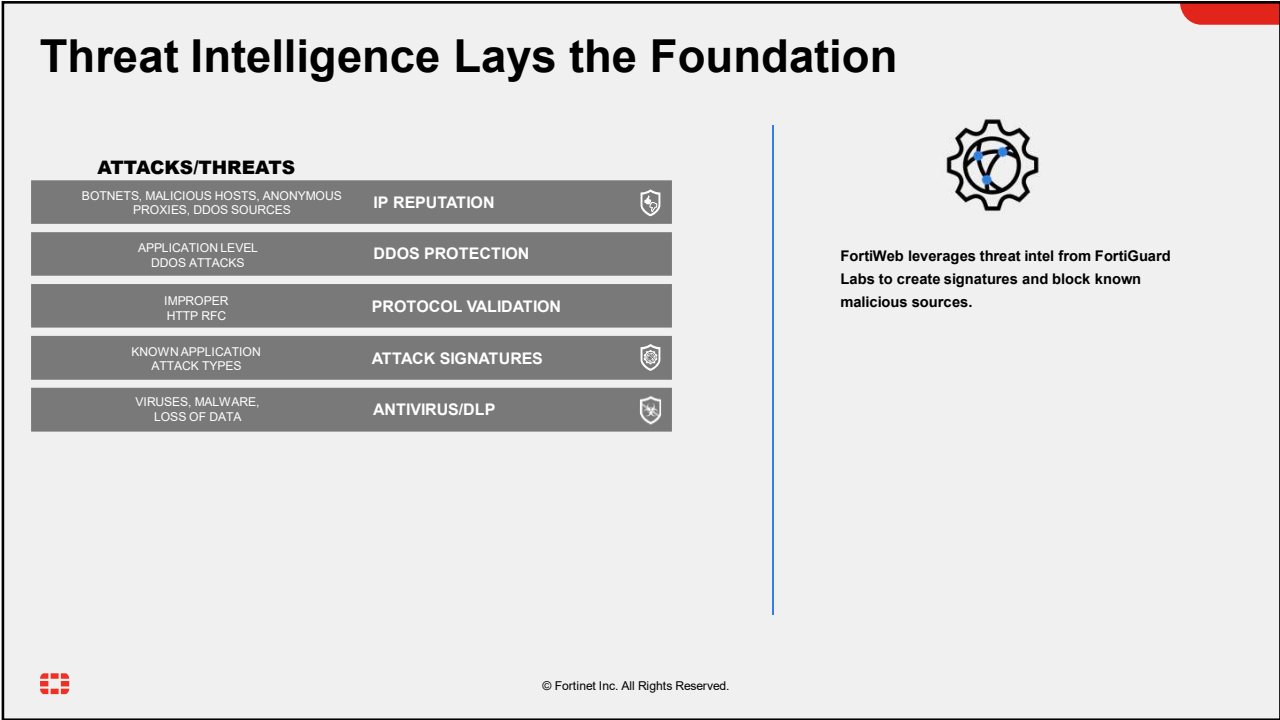 Threat Intelligence Lays the Foundation
ATTACKS/THREATS
BOTNETS, MALICIOUS HOSTS, ANONYMOUS
PROXIES, DDOS SOURCES
IP REPUTATION
APPLICATION LEVEL
DDOS ATTACKS
DDOS PROTECTION
IMPROPER
HTTP RFC
PROTOCOL VALIDATION
KNOWN APPLICATION
ATTACK TYPES
ATTACK SIGNATURES
VIRUSES, MALWARE,
LOSS OF DATA
ANTIVIRUS/DLP
FortiWeb leverages threat intel from FortiGuard
Labs to create signatures and block known
malicious sources.
© Fortinet Inc. All Rights Reserved.